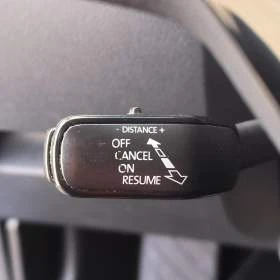 - DISTANCE +
OFF
CANCEL
ON
RESUME